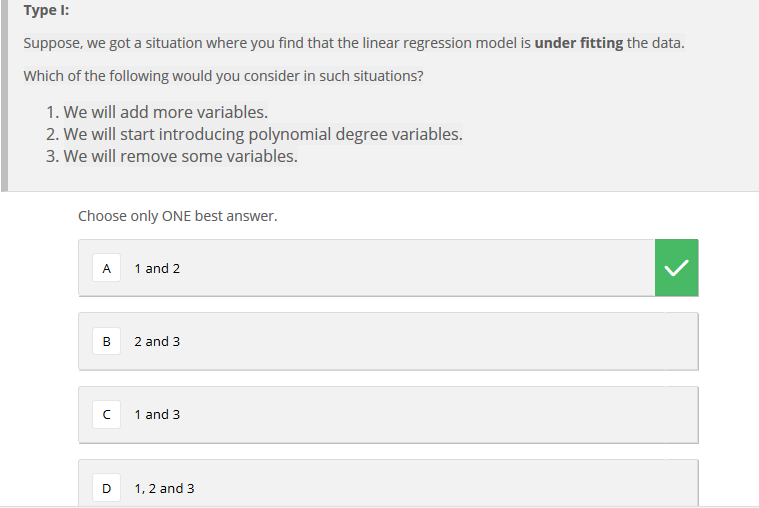 Type I:
Suppose, we got a situation where you find that the linear regression model is under fitting the data.
Which of the following would you consider in such situations?
1. We will add more variables.
2. We will start introducing polynomial degree variables.
3. We will remove some variables.
Choose only ONE best answer.
A 1 and 2
B 2 and 3
C 1 and 3
D 1, 2 and 3